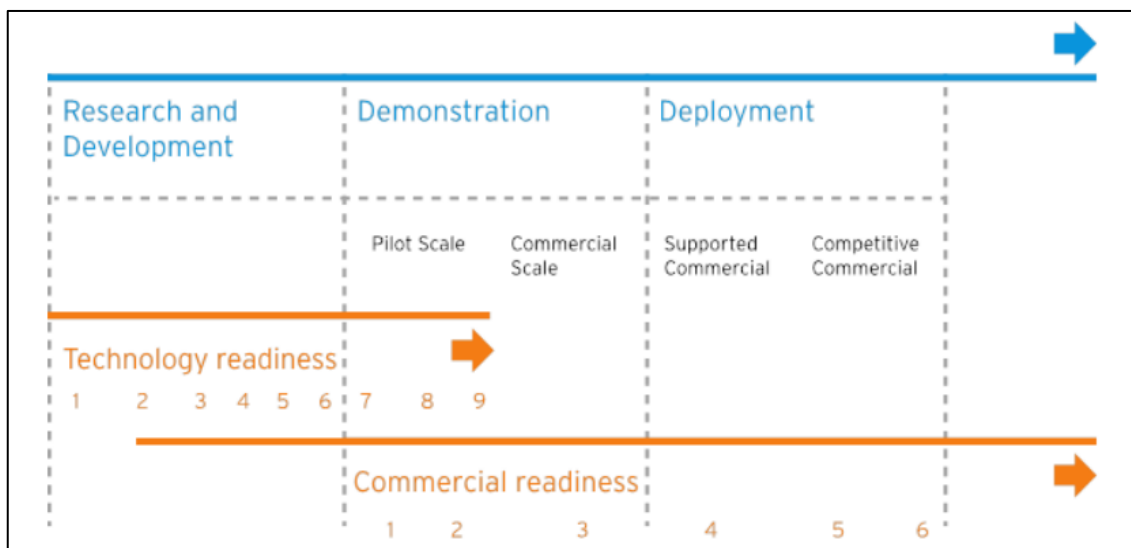 Research and
Development
Demonstration
Deployment
Pilot Scale
Commercial
Scale
Supported
Commercial
Competitive
Commercial
Technology readiness
1 2 3 4 5 6 7 8 9
Commercial readiness
1 2 3 4 5 6